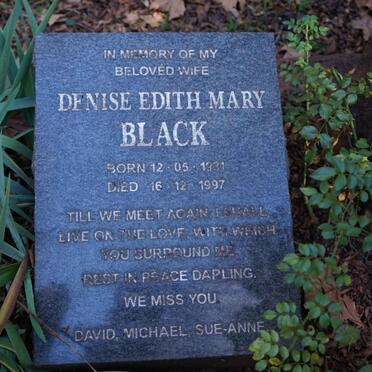 IN MEMORY OF MY
BELOVED WIFE
DENISE EDITH MARY
BLACK
BORN 12·05·1931
DIED 16·12·1997
TILL WE MEET AGAIN I SHALL
LIVE ON THE LOVE WITH WHICH
YOU SURROUND ME
REST IN PEACE DARLING.
WE MISS YOU
DAVID, MICHAEL, SUE-ANNE